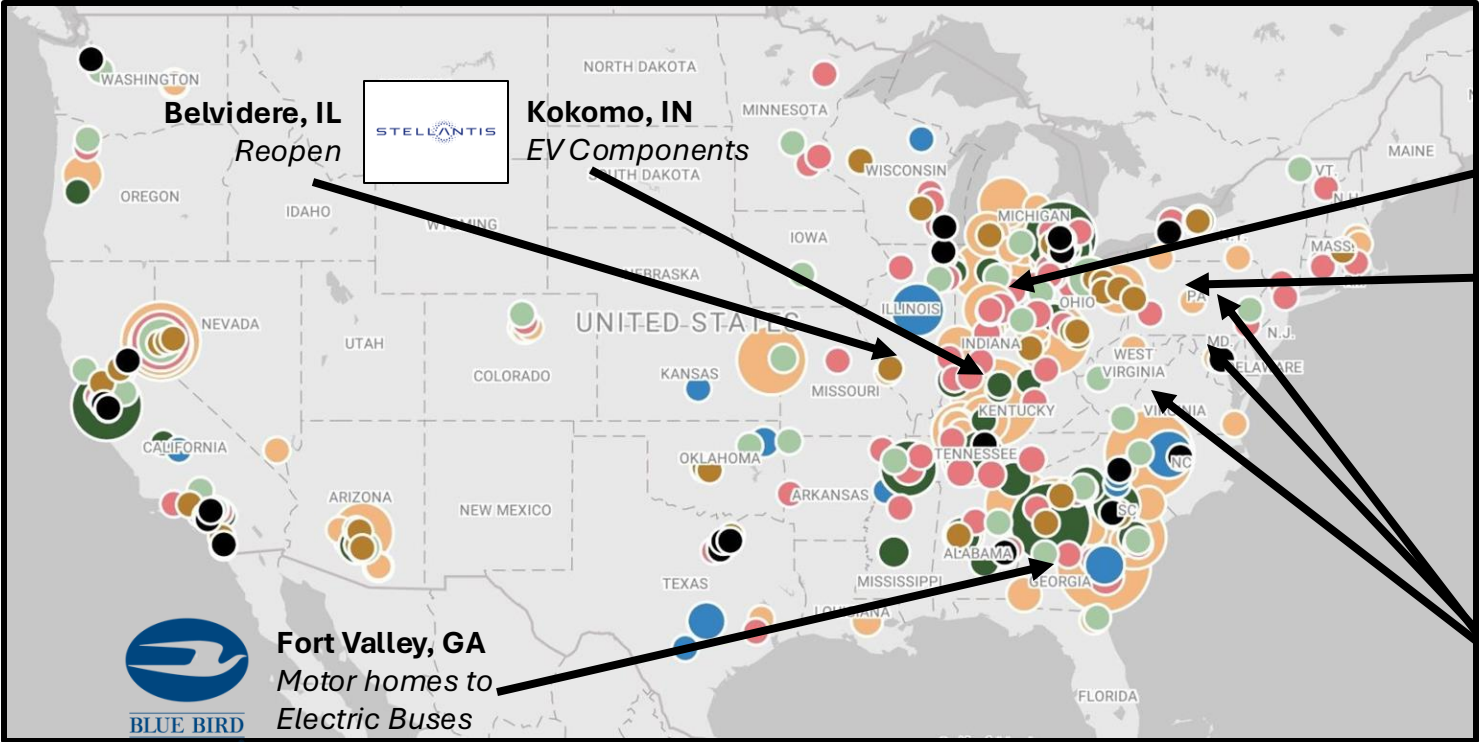 NORTH DAKOTA
WASHINGTON
MINNESOTA
Belvidere, IL
Reopen
STELLANTIS
Kokomo, IN
EV Components
SOUTH DAKOTA
MAINE
VT.
N.H.
WISCONSIN
OREGON
IDAHO
WYOMING
MICHIGAN
IOWA
MASS.
NEBRASKA
ILLINOIS
OHIO
PA
NEVADA
UNITED STATES
UTAH
INDIANA
MD.
N.J.
COLORADO
KANSAS
MISSOURI
WEST
VIRGINIA
DELAWARE
KENTUCKY
VIRGINIA
CALIFORNIA
OKLAHOMA
TENNESSEE
NC
ARIZONA
NEW MEXICO
ARKANSAS
SC
ALABAMA
TEXAS
MISSISSIPPI
GEORGIA
LOUISIANA
Fort Valley, GA
Motor homes to
Electric Buses
BLUE BIRD
FLORIDA